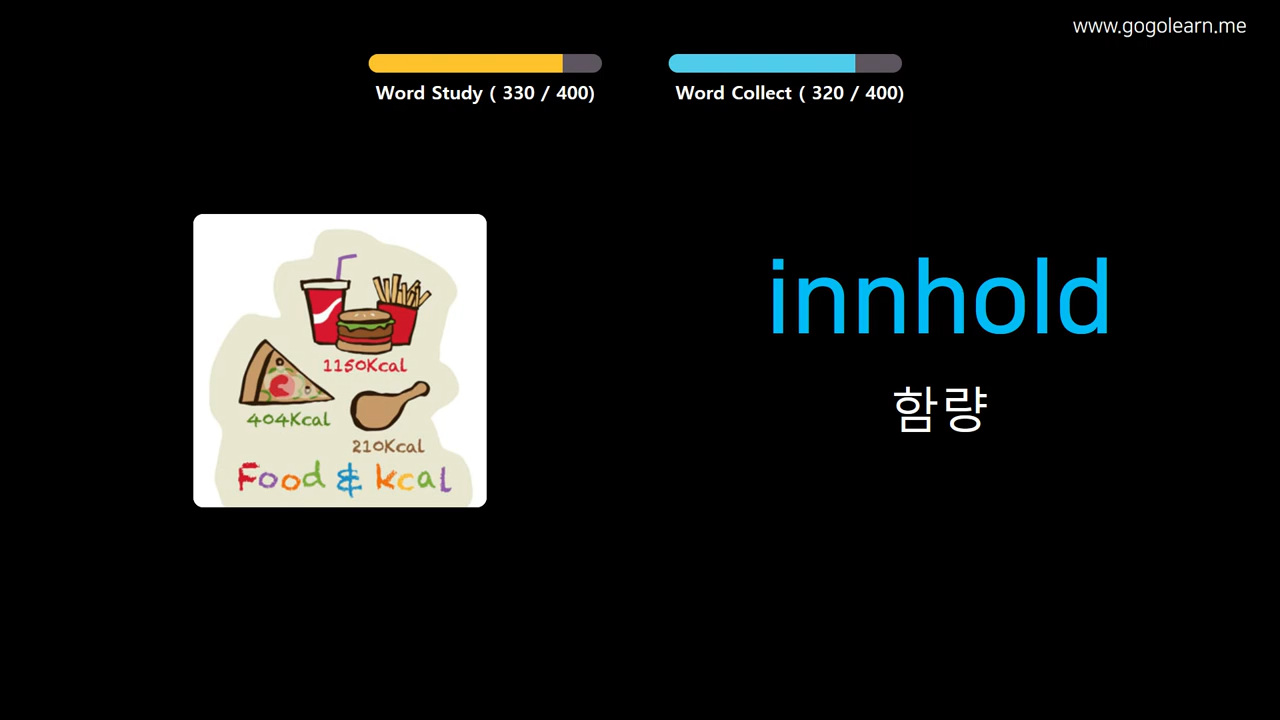 www.gogolearn.me
Word Study ( 330 / 400)
Word Collect ( 320 / 400)
1150Kcal
404Kcal
210Kcal
Food & kcal
innhold
함량